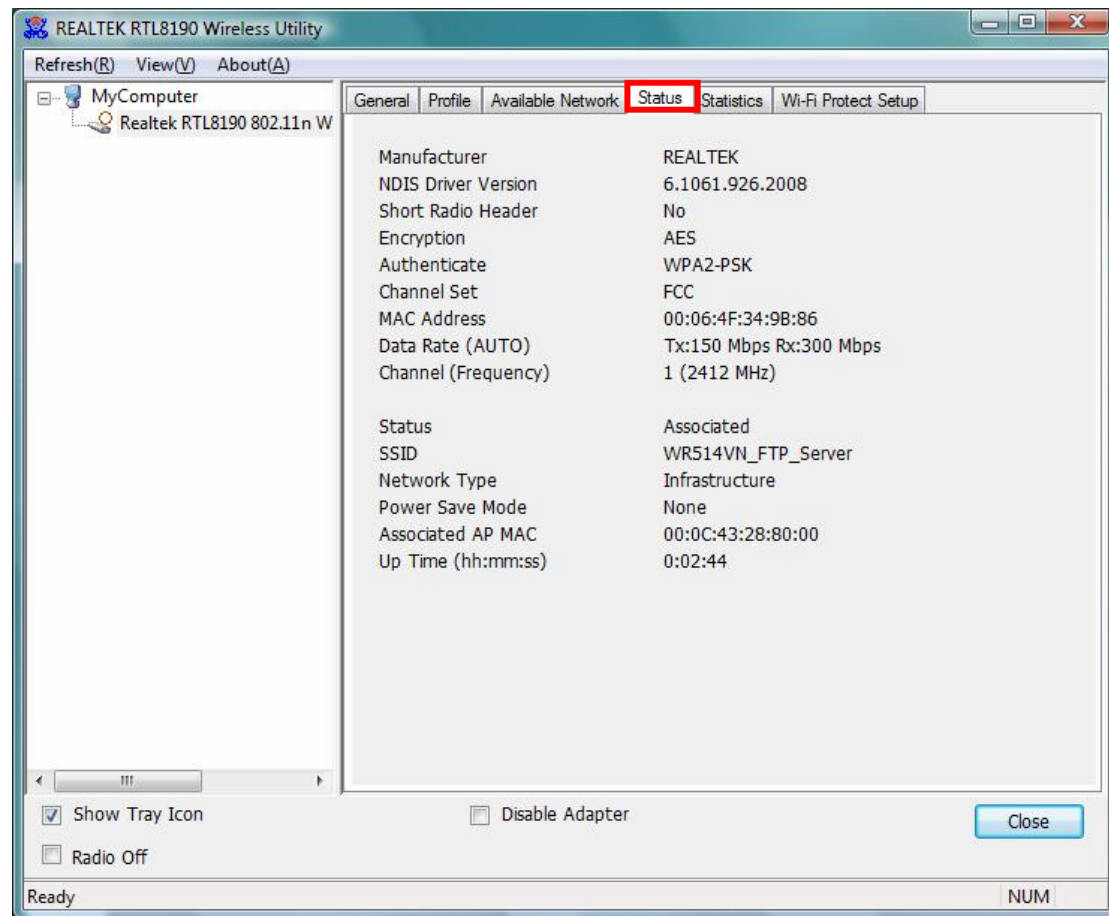 REALTEK RTL8190 Wireless Utility
Refresh(R) View(V) About(A)
MyComputer
Realtek RTL8190 802.11n W
General Profile Available Network Status Statistics Wi-Fi Protect Setup
Manufacturer REALTEK
NDIS Driver Version 6.1061.926.2008
Short Radio Header No
Encryption AES
Authenticate WPA2-PSK
Channel Set FCC
MAC Address 00:06:4F:34:9B:86
Data Rate (AUTO) Tx:150 Mbps Rx:300 Mbps
Channel (Frequency) 1 (2412 MHz)
Status Associated
SSID WR514VN_FTP_Server
Network Type Infrastructure
Power Save Mode None
Associated AP MAC 00:0C:43:28:80:00
Up Time (hh:mm:ss) 0:02:44
Show Tray Icon Disable Adapter Close
Radio Off
Ready NUM